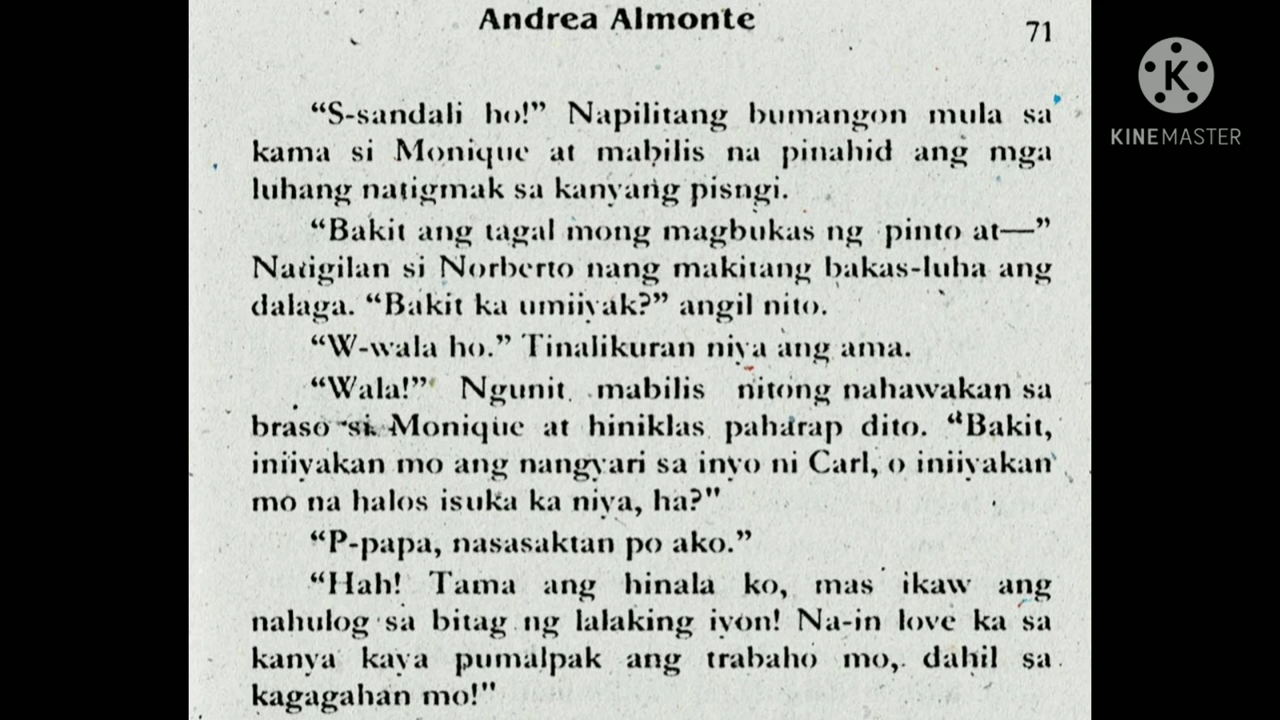 Andrea Almonte
71
"S-sandali ho!" Napilitang bumangon mula sa
kama si Monique at mabilis na pinahid ang mga
luhang natigmak sa kanyang pisngi.
"Bakit ang tagal mong magbukas ng pinto at—"
Natigilan si Norberto nang makitang bakas-luha ang
dalaga. "Bakit ka umiiyak?" angil nito.
"W-wala ho." Tinalikuran niya ang ama.
"Wala!" Ngunit mabilis nitong nahawakan sa
braso si Monique at hiniklas paharap dito. "Bakit,
iniiyakan mo ang nangyari sa inyo ni Carl, o iniiyakan
mo na halos isuka ka niya, ha?"
"P-papa, nasasaktan po ako."
"Hah! Tama ang hinala ko, mas ikaw ang
nahulog sa bitag ng lalaking iyon! Na-in love ka sa
kanya kaya pumalpak ang trabaho mo, dahil sa
kagagahan mo!"
K
KINEMASTER